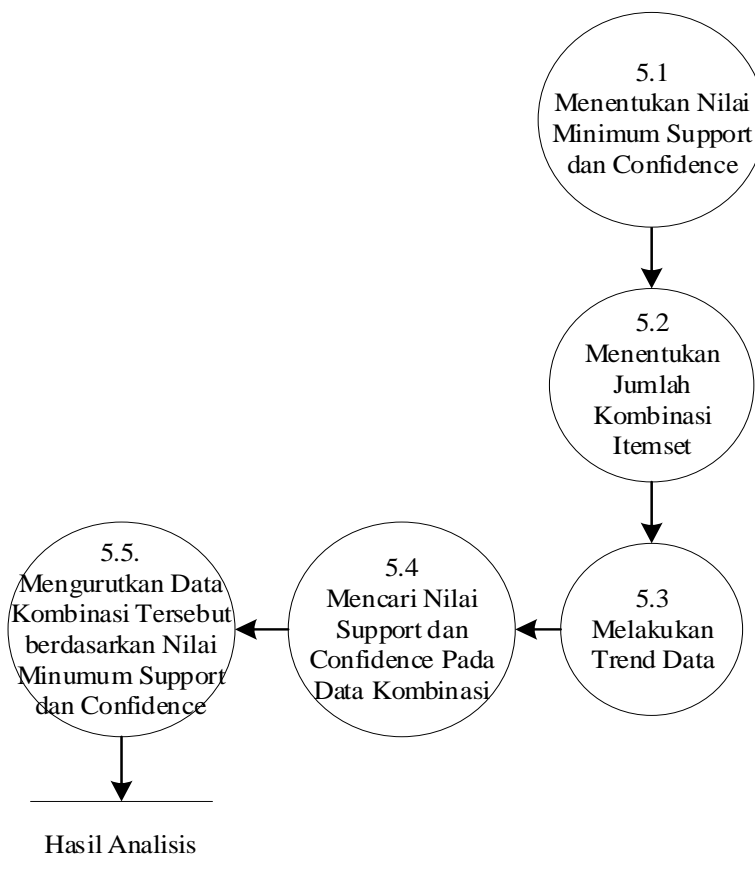 5.1
Menentukan Nilai
Minimum Support
dan Confidence
5.2
Menentukan
Jumlah
Kombinasi
Itemset
5.3
Melakukan
Trend Data
5.4
Mencari Nilai
Support dan
Confidence Pada
Data Kombinasi
5.5.
Mengurutkan Data
Kombinasi Tersebut
berdasarkan Nilai
Minumum Support
dan Confidence
Hasil Analisis